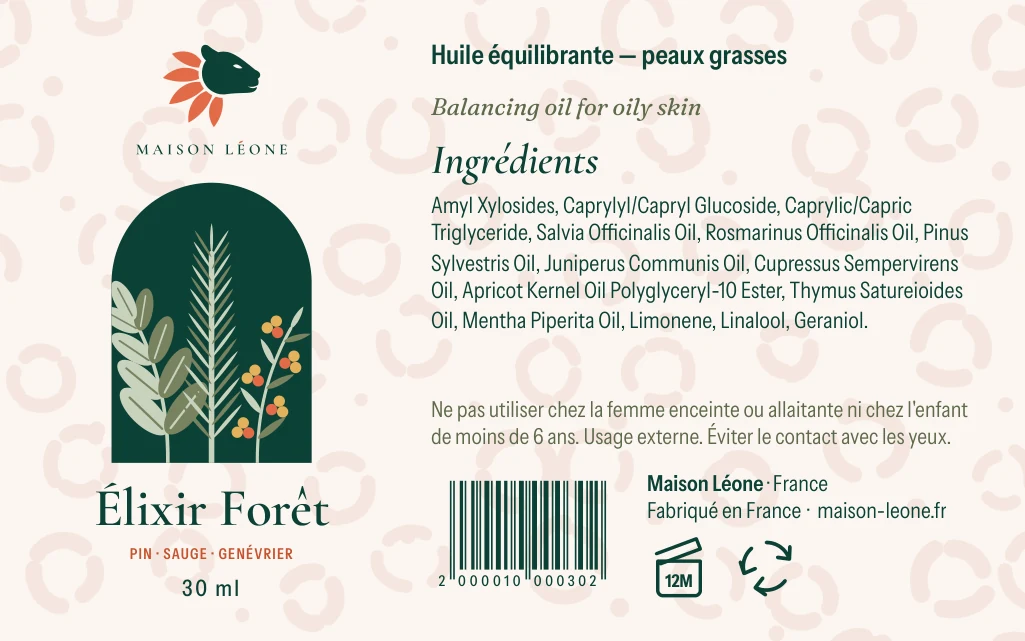 MAISON LÉONE
Élixir Forêt
PIN · SAUGE · GENÉVRIER
30 ml
Huile équilibrante — peaux grasses
Balancing oil for oily skin
Ingrédients
Amyl Xylosides, Caprylyl/Capryl Glucoside, Caprylic/Capric
Triglyceride, Salvia Officinalis Oil, Rosmarinus Officinalis Oil, Pinus
Sylvestris Oil, Juniperus Communis Oil, Cupressus Sempervirens
Oil, Apricot Kernel Oil Polyglyceryl-10 Ester, Thymus Satureioides
Oil, Mentha Piperita Oil, Limonene, Linalool, Geraniol.
Ne pas utiliser chez la femme enceinte ou allaitante ni chez l'enfant
de moins de 6 ans. Usage externe. Éviter le contact avec les yeux.
2 000010 000302
Maison Léone · France
Fabriqué en France · maison-leone.fr
12M